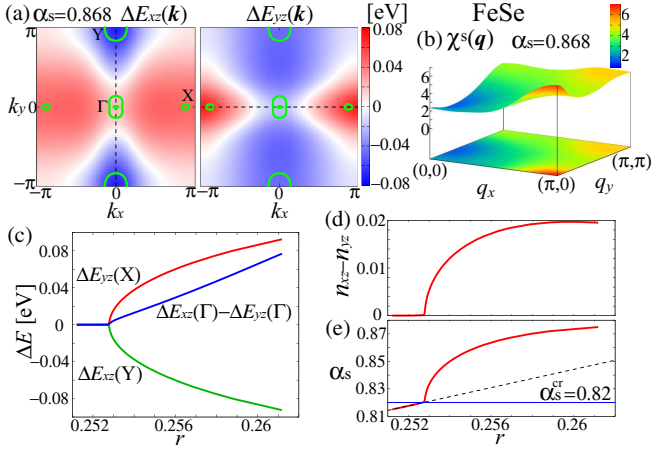 (a) αs=0.868 ΔExz(k) ΔEyz(k) [eV] FeSe
0.08
0.04
0
−0.04
−0.08
Y
Γ
X
π
ky 0
−π
−π 0 π −π 0 π
kx kx
(b) χˢ(q) αs=0.868
6
4
2
6
4
2
0
(0,0)
qx
(π,0)
qy
(π,π)
(c)
0.08
0.04
0
−0.04
−0.08
ΔE [eV]
ΔEyz(X)
ΔExz(Γ)−ΔEyz(Γ)
ΔExz(Y)
0.252 0.256 0.26
r
(d)
0.02
0.01
0
nxz−nyz
(e)
0.87
0.85
0.83
0.81
αs
αs^cr=0.82
0.252 0.256 0.26
r